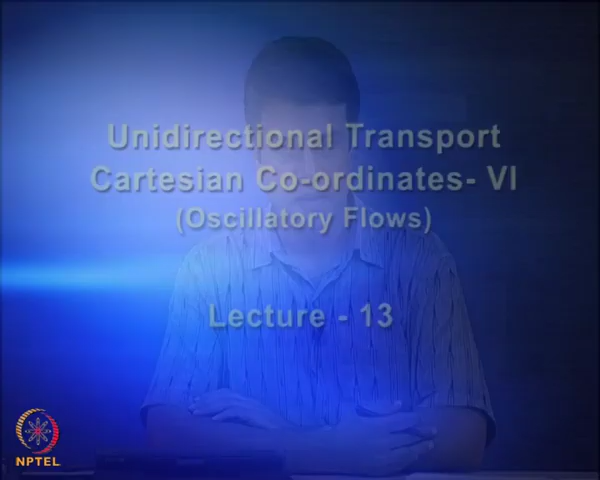 Unidirectional Transport
Cartesian Co-ordinates- VI
(Oscillatory Flows)
Lecture - 13
NPTEL